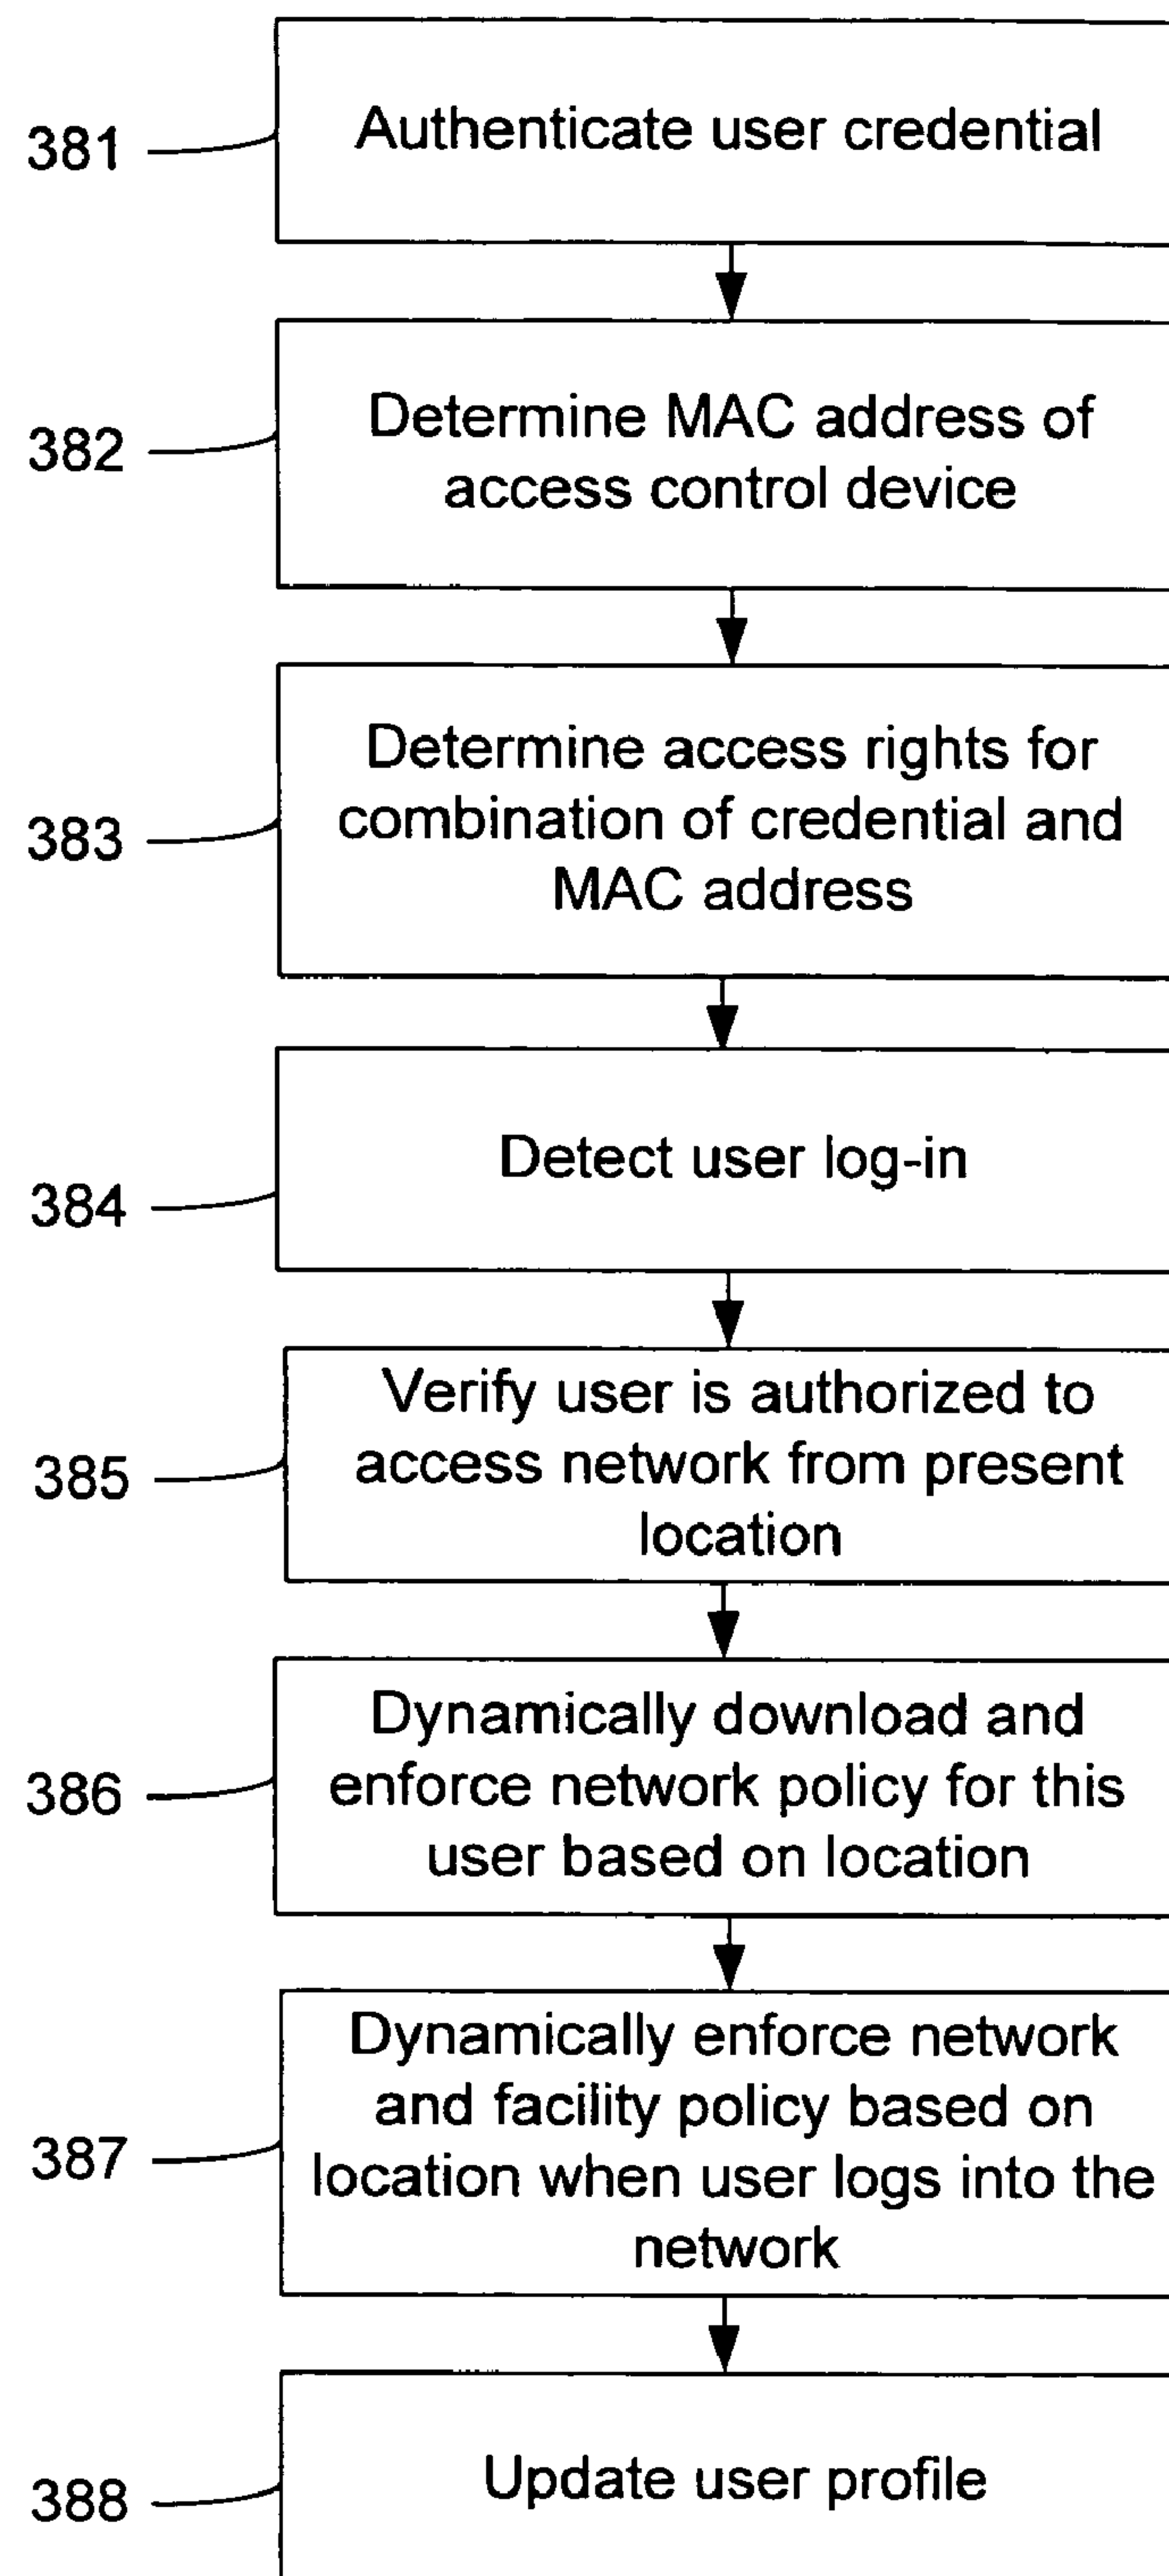 381
Authenticate user credential
382
Determine MAC address of
access control device
383
Determine access rights for
combination of credential and
MAC address
384
Detect user log-in
385
Verify user is authorized to
access network from present
location
386
Dynamically download and
enforce network policy for this
user based on location
387
Dynamically enforce network
and facility policy based on
location when user logs into the
network
388
Update user profile